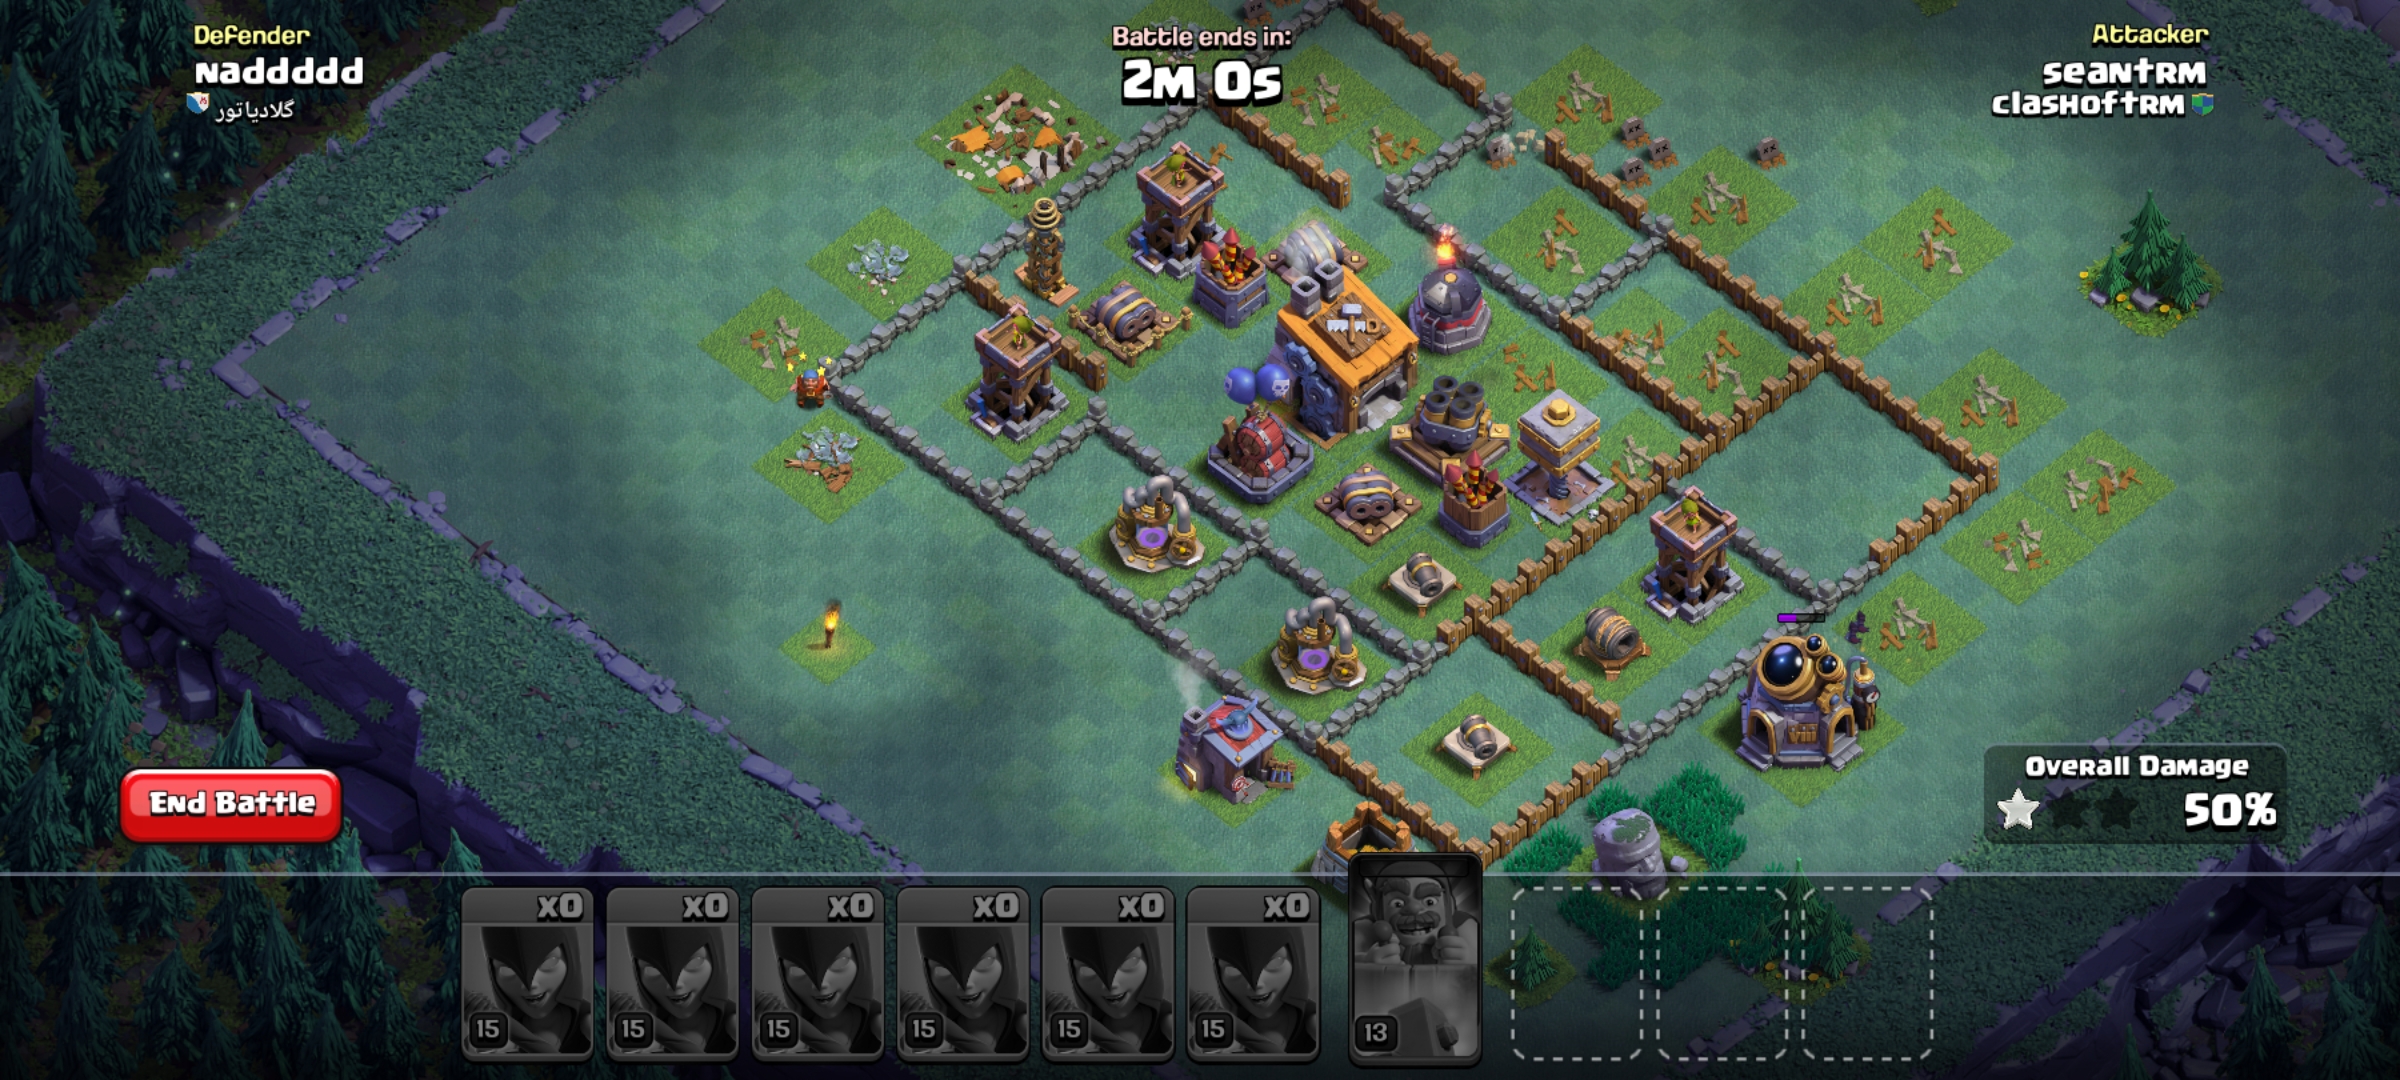 Defender
naddddd
گلادیاتور
Battle ends in:
2M 0s
Attacker
seantRM
clashoftRM
End Battle
Overall Damage
50%
x0
x0
x0
x0
x0
x0
15
15
15
15
15
15
13